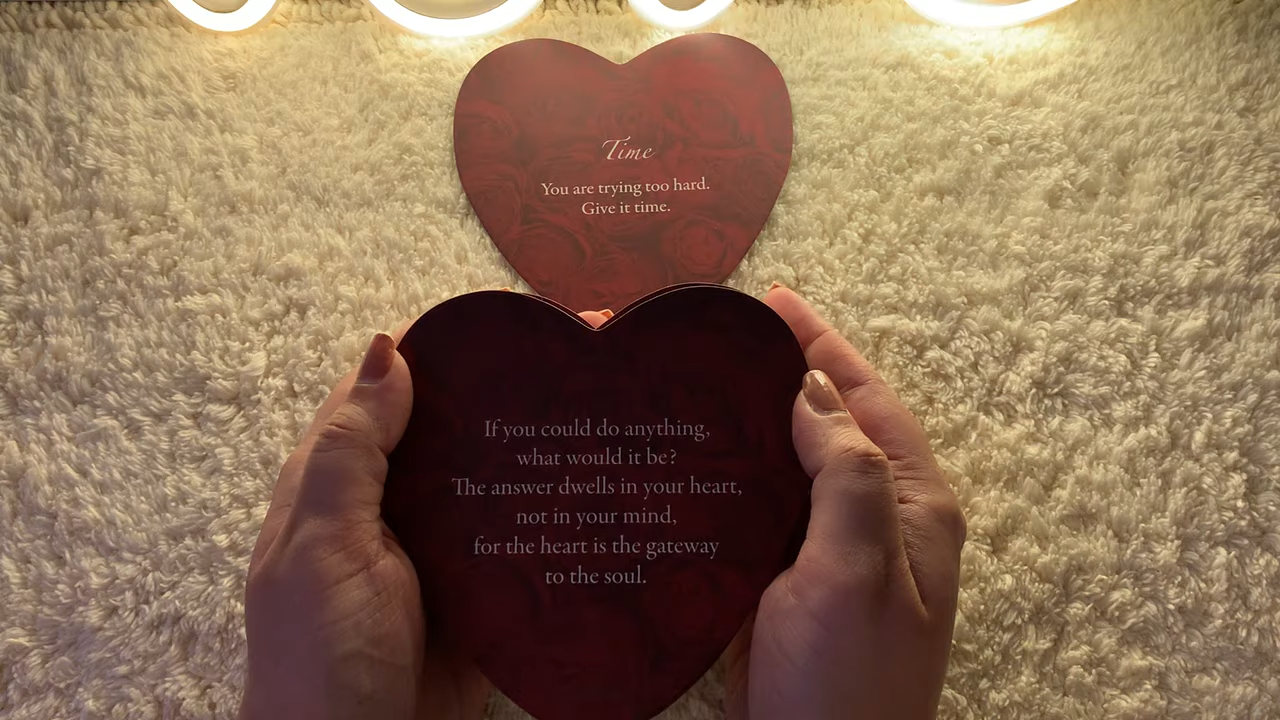 Time
You are trying too hard.
Give it time.
If you could do anything,
what would it be?
The answer dwells in your heart,
not in your mind,
for the heart is the gateway
to the soul.